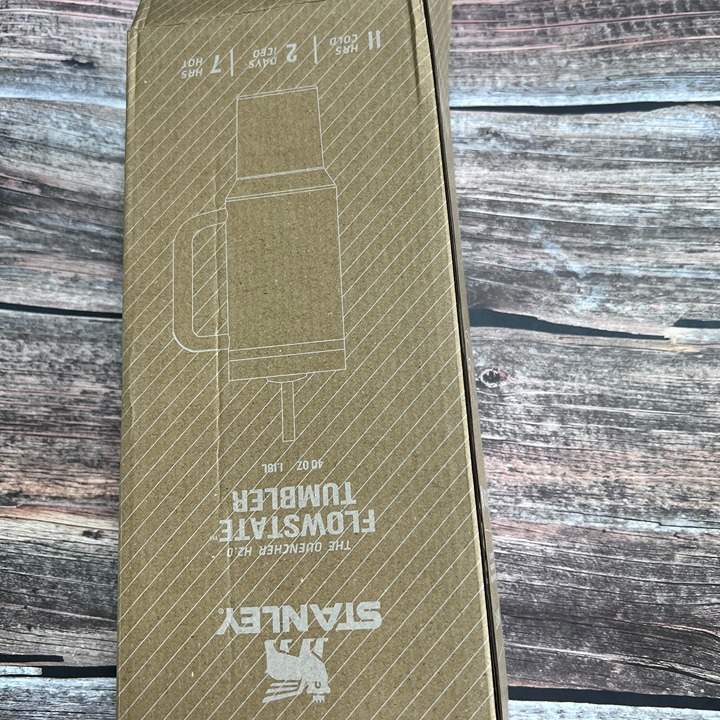 STANLEY®
THE QUENCHER H2.0
FLOWSTATE™
TUMBLER
40 OZ 1.18L
7 HRS HOT | 2 DAYS ICED | 11 HRS COLD